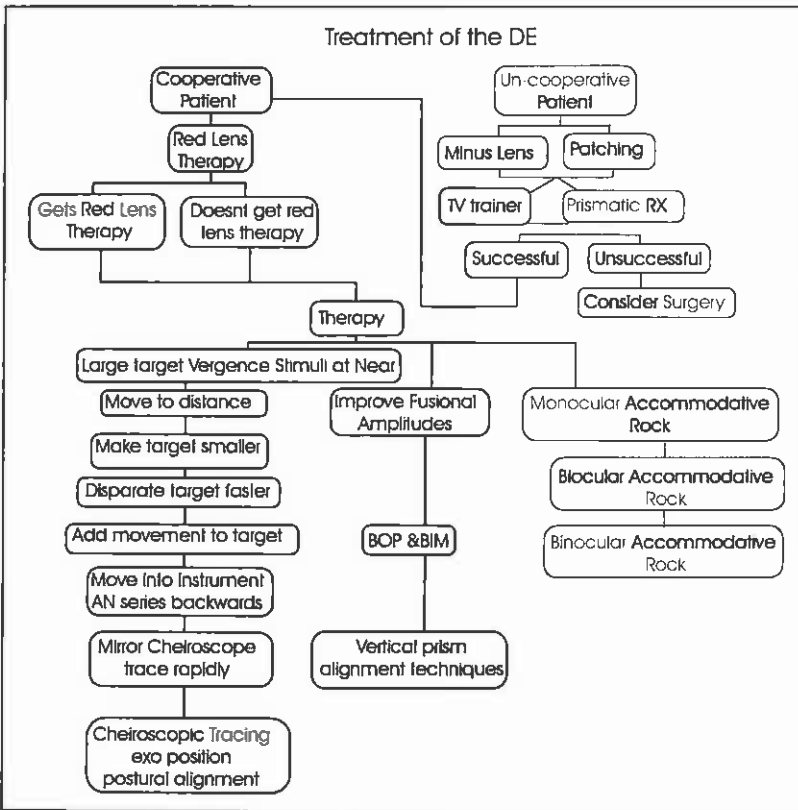 Treatment of the DE
Cooperative
Patient
Un-cooperative
Patient
Red Lens
Therapy
Minus Lens
Patching
Gets Red Lens
Therapy
Doesnt get red
lens therapy
TV trainer
Prismatic RX
Successful
Unsuccessful
Consider Surgery
Therapy
Large target Vergence Stimuli at Near
Move to distance
Make target smaller
Disparate target faster
Add movement to target
Move into Instrument
AN series backwards
Mirror Cheiroscope
trace rapidly
Cheiroscopic Tracing
exo position
postural alignment
Improve Fusional
Amplitudes
BOP &BIM
Vertical prism
alignment techniques
Monocular Accommodative
Rock
Biocular Accommodative
Rock
Binocular Accommodative
Rock